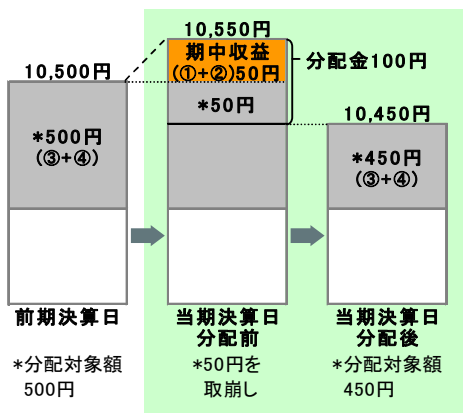 10,550円
期中収益
(①+②)50円
分配金100円
*50円
10,500円
*500円
(③+④)
10,450円
*450円
(③+④)
前期決算日
当期決算日
分配前
当期決算日
分配後
*分配対象額
500円
*50円を
取崩し
*分配対象額
450円